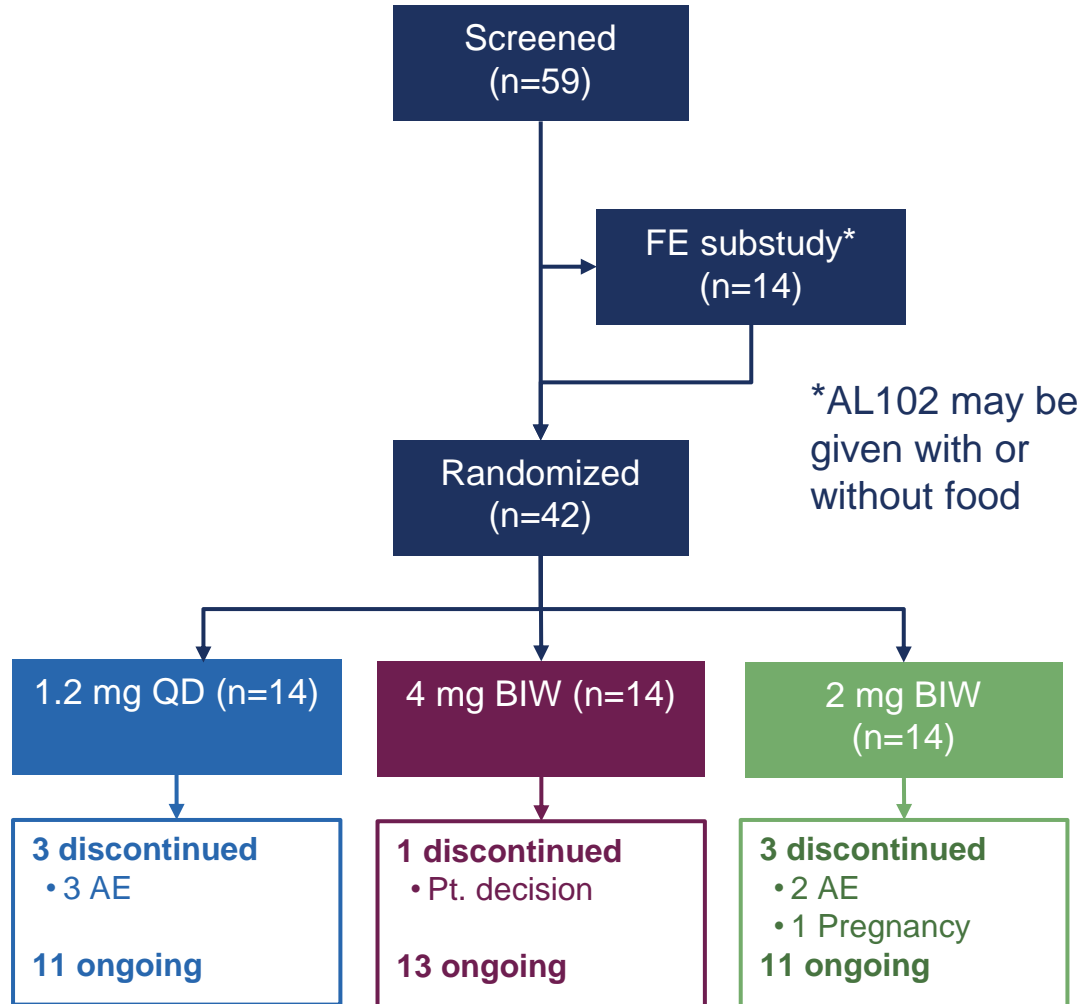 Screened
(n=59)
FE substudy*
(n=14)
*AL102 may be
given with or
without food
Randomized
(n=42)
1.2 mg QD (n=14)
4 mg BIW (n=14)
2 mg BIW
(n=14)
3 discontinued
• 3 AE
11 ongoing
1 discontinued
• Pt. decision
13 ongoing
3 discontinued
• 2 AE
• 1 Pregnancy
11 ongoing